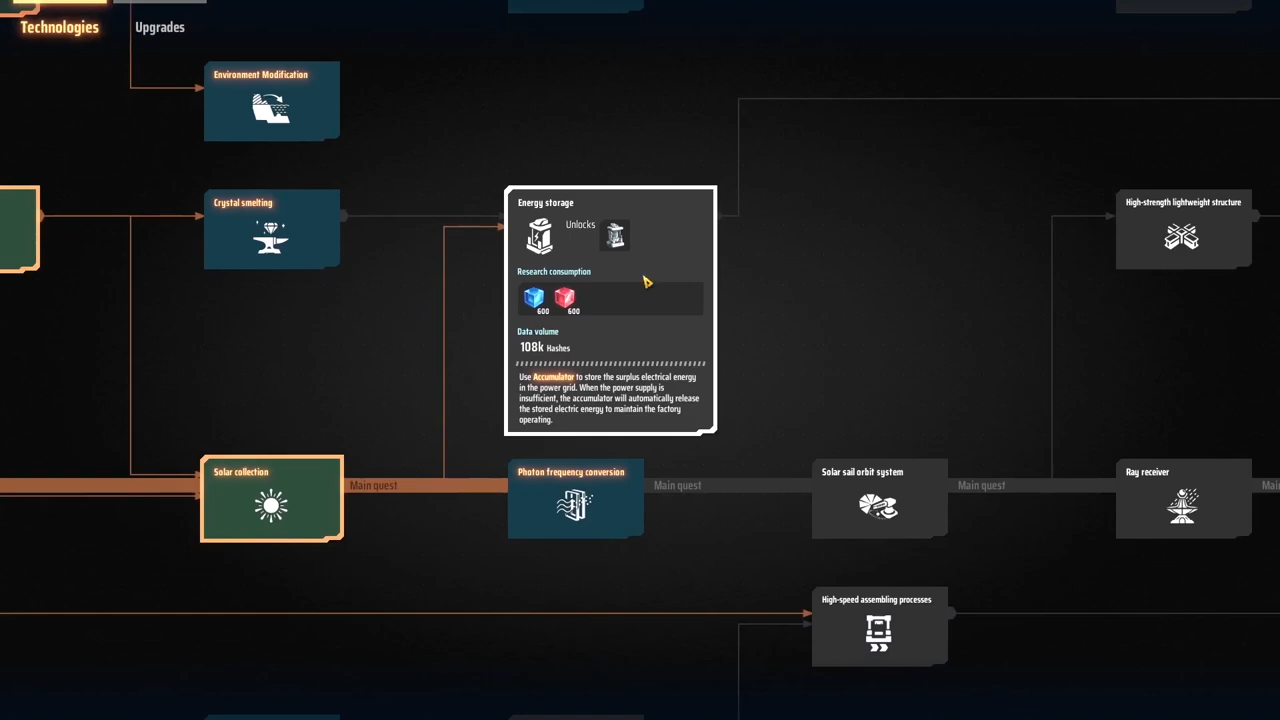 Technologies
Upgrades
Environment Modification
Crystal smelting
Energy storage
Unlocks
Research consumption
600
600
Data volume
108k Hashes
Use Accumulator to store the surplus electrical energy
in the power grid. When the power supply is
insufficient, the accumulator will automatically release
the stored electric energy to maintain the factory
operating.
High-strength lightweight structure
Solar collection
Main quest
Photon frequency conversion
Main quest
Solar sail orbit system
Main quest
Ray receiver
Mai
High-speed assembling processes